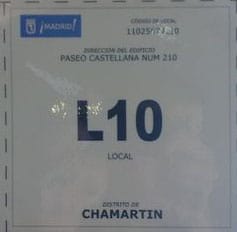 ¡MADRID!
CÓDIGO DE LOCAL
DIRECCIÓN DEL EDIFICIO
PASEO CASTELLANA NUM 210
L10
LOCAL
DISTRITO DE
CHAMARTIN